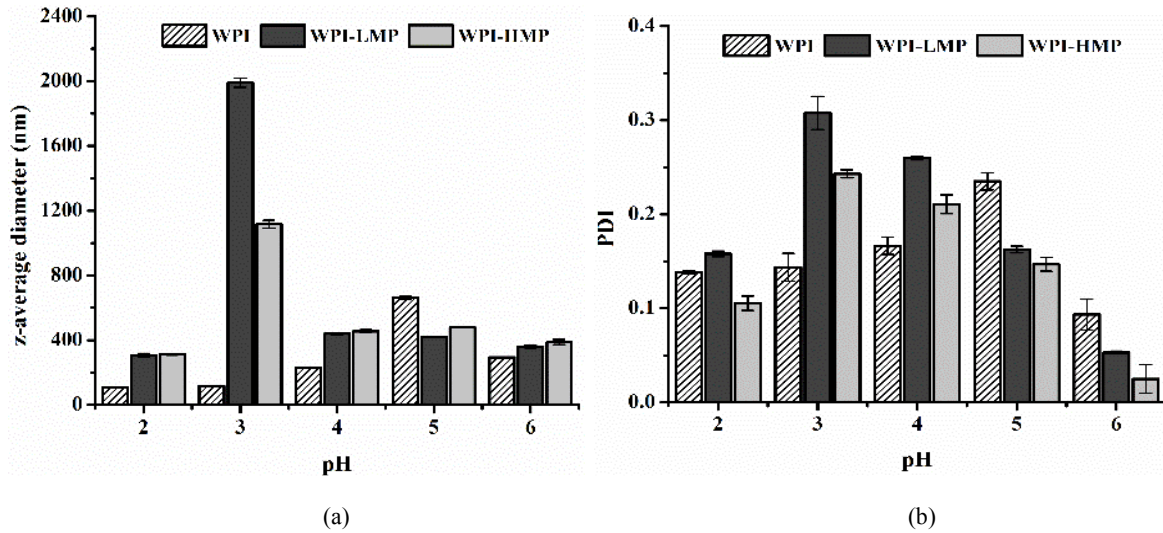 2400
WPI WPI-LMP WPI-HMP
2000
1600
1200
800
400
0
z-average diameter (nm)
2 3 4 5 6
pH
(a)
0.4
WPI WPI-LMP WPI-HMP
0.3
0.2
0.1
0.0
PDI
2 3 4 5 6
pH
(b)